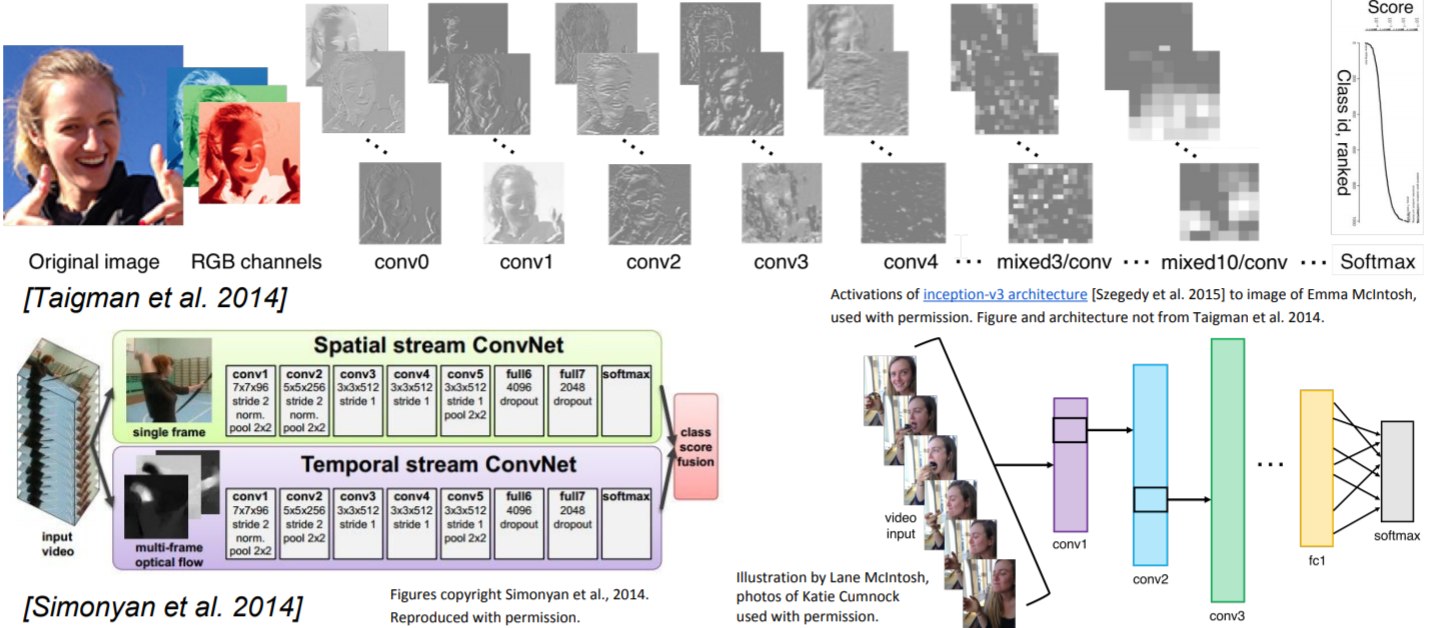 Score
Class id, ranked
Original image
RGB channels
conv0
conv1
conv2
conv3
conv4
...
mixed3/conv
...
mixed10/conv
...
Softmax
[Taigman et al. 2014]
Activations of inception-v3 architecture [Szegedy et al. 2015] to image of Emma McIntosh,
used with permission. Figure and architecture not from Taigman et al. 2014.
Spatial stream ConvNet
conv1
7x7x96
stride 2
norm.
pool 2x2
conv2
5x5x256
stride 2
norm.
pool 2x2
conv3
3x3x512
stride 1
conv4
3x3x512
stride 1
conv5
3x3x512
stride 1
pool 2x2
full6
4096
dropout
full7
2048
dropout
softmax
single frame
Temporal stream ConvNet
conv1
7x7x96
stride 2
norm.
pool 2x2
conv2
5x5x256
stride 2
pool 2x2
conv3
3x3x512
stride 1
conv4
3x3x512
stride 1
conv5
3x3x512
stride 1
pool 2x2
full6
4096
dropout
full7
2048
dropout
softmax
multi-frame
optical flow
input
video
class
score
fusion
[Simonyan et al. 2014]
Figures copyright Simonyan et al., 2014.
Reproduced with permission.
video
input
conv1
conv2
conv3
...
fc1
softmax
Illustration by Lane McIntosh,
photos of Katie Cumnock
used with permission.